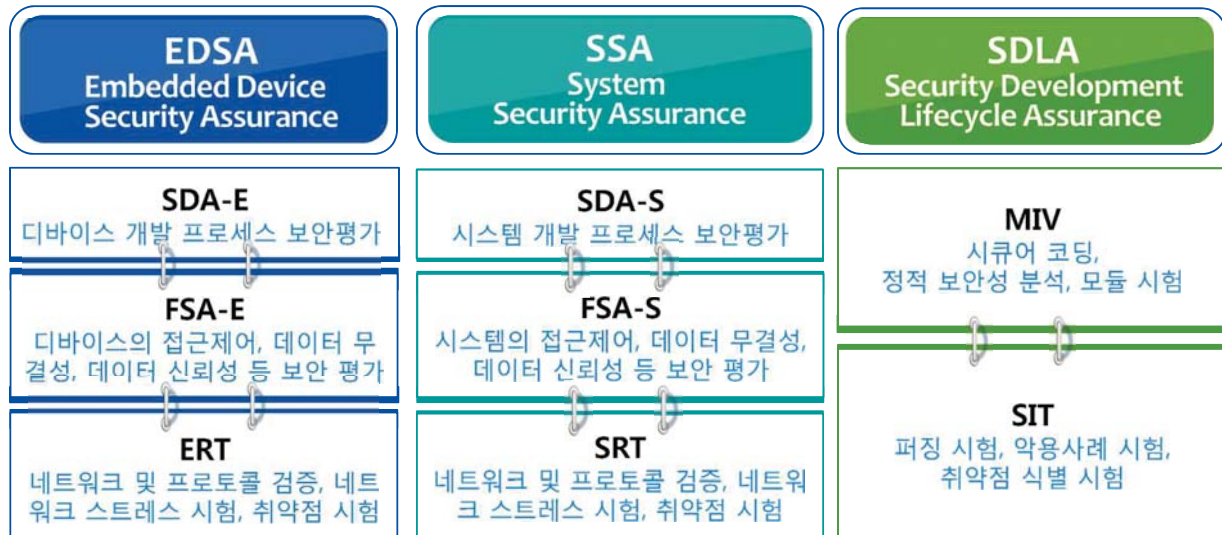 EDSA
Embedded Device
Security Assurance
SDA-E
디바이스 개발 프로세스 보안평가
FSA-E
디바이스의 접근제어, 데이터 무
결성, 데이터 신뢰성 등 보안 평가
ERT
네트워크 및 프로토콜 검증, 네트
워크 스트레스 시험, 취약점 시험
SSA
System
Security Assurance
SDA-S
시스템 개발 프로세스 보안평가
FSA-S
시스템의 접근제어, 데이터 무결성,
데이터 신뢰성 등 보안 평가
SRT
네트워크 및 프로토콜 검증, 네트워
크 스트레스 시험, 취약점 시험
SDLA
Security Development
Lifecycle Assurance
MIV
시큐어 코딩,
정적 보안성 분석, 모듈 시험
SIT
퍼징 시험, 악용사례 시험,
취약점 식별 시험